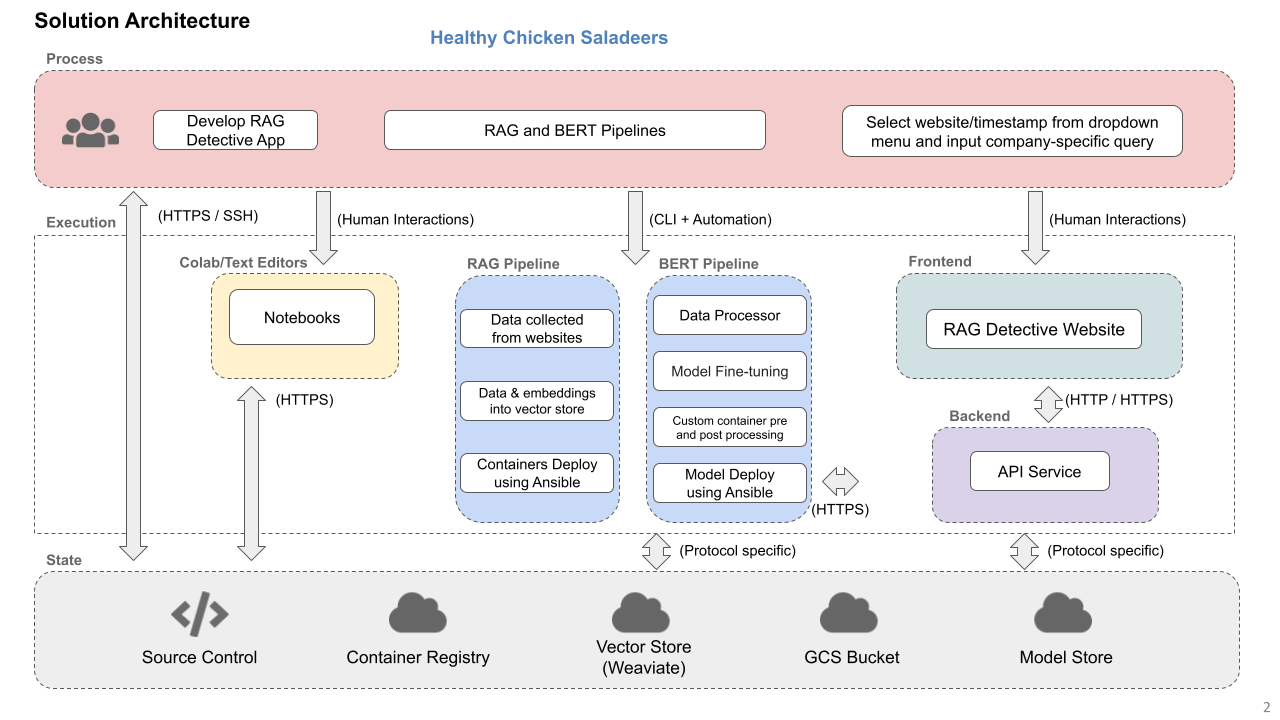 Solution Architecture
Healthy Chicken Saladeers
Process
Develop RAG
Detective App
RAG and BERT Pipelines
Select website/timestamp from dropdown
menu and input company-specific query
(HTTPS / SSH)
(Human Interactions)
(CLI + Automation)
(Human Interactions)
Execution
Colab/Text Editors
Notebooks
(HTTPS)
RAG Pipeline
Data collected
from websites
Data & embeddings
into vector store
Containers Deploy
using Ansible
BERT Pipeline
Data Processor
Model Fine-tuning
Custom container pre
and post processing
Model Deploy
using Ansible
(HTTPS)
Frontend
RAG Detective Website
(HTTP / HTTPS)
Backend
API Service
(Protocol specific)
(Protocol specific)
State
Source Control
Container Registry
Vector Store
(Weaviate)
GCS Bucket
Model Store
2